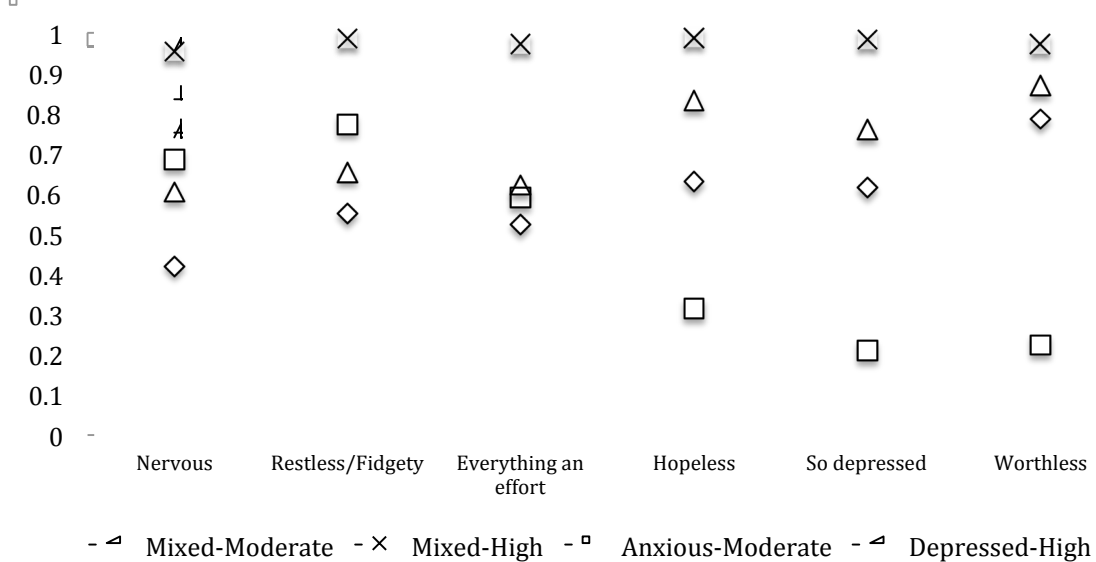 1
0.9
0.8
0.7
0.6
0.5
0.4
0.3
0.2
0.1
0
Nervous
Restless/Fidgety
Everything an
effort
Hopeless
So depressed
Worthless
Mixed-Moderate
Mixed-High
Anxious-Moderate
Depressed-High